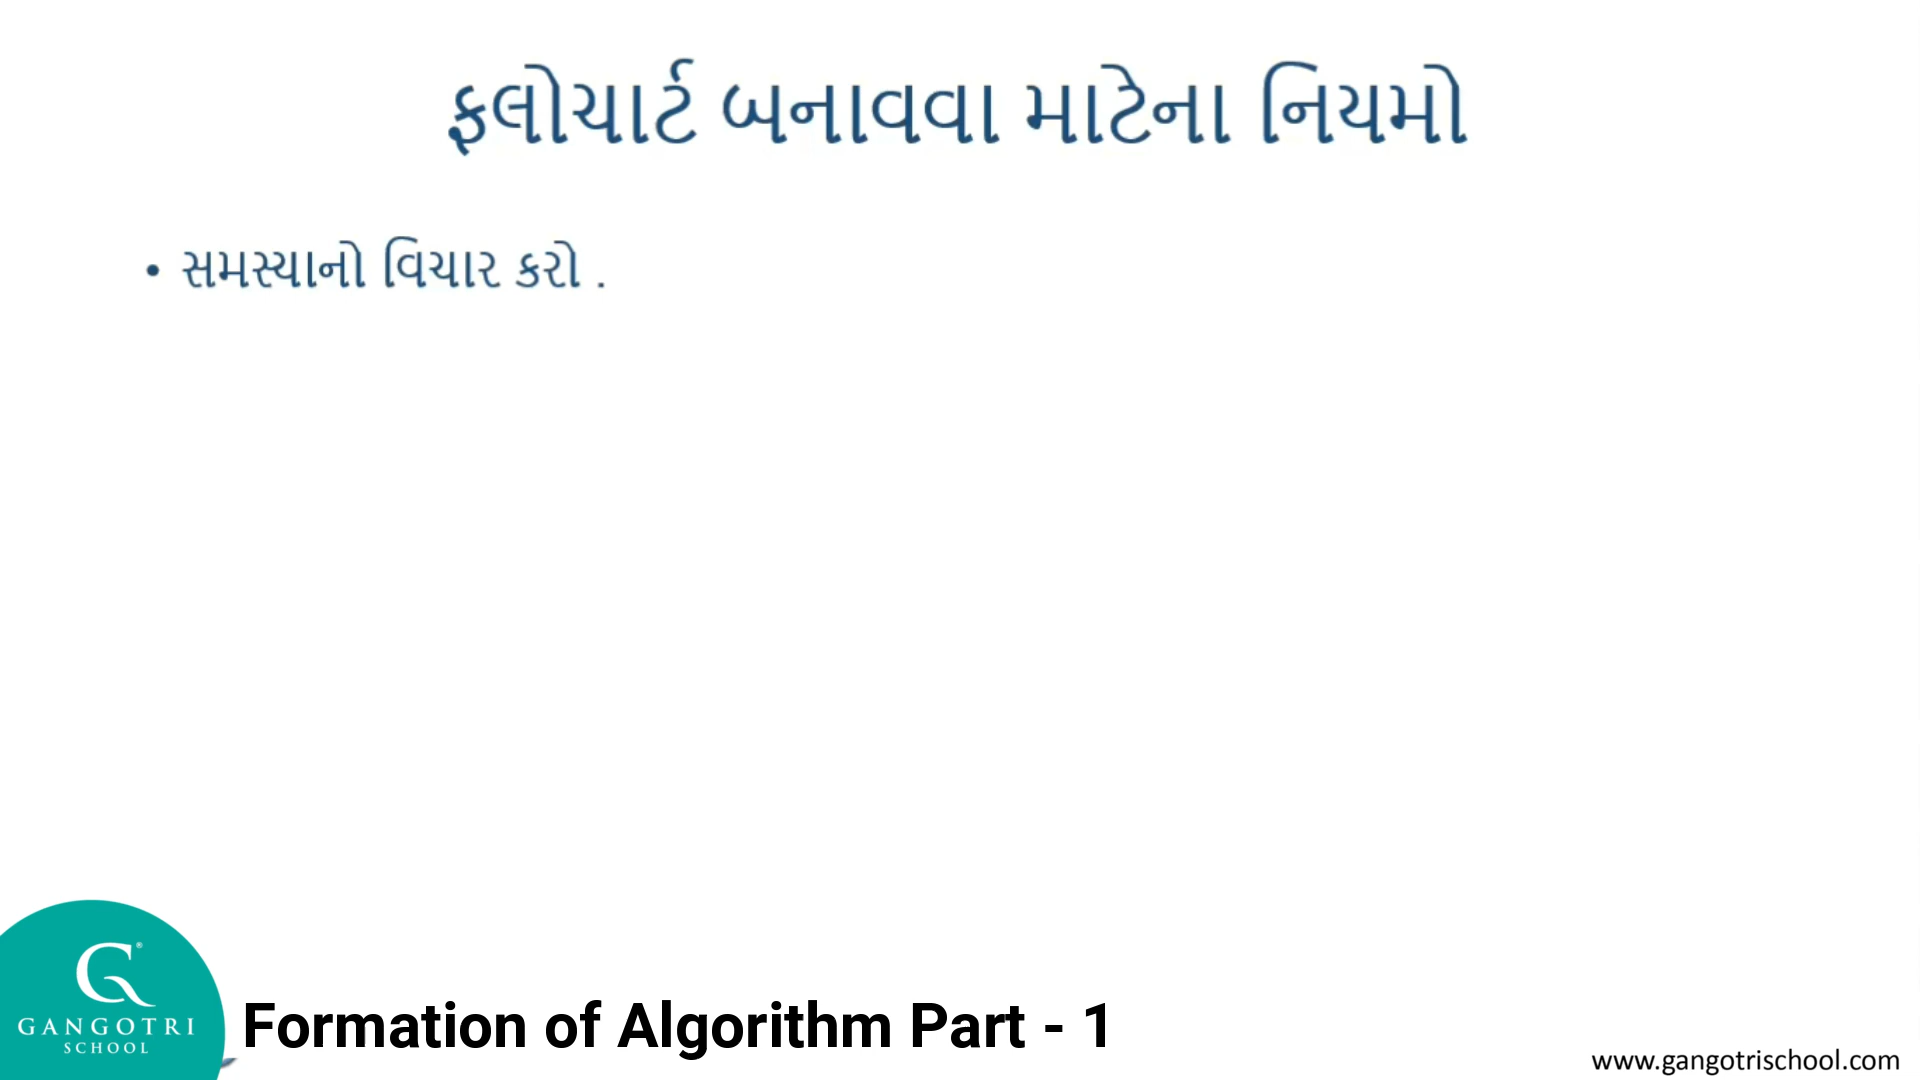 ફલોચાર્ટ બનાવવા માટેના નિયમો
• સમસ્યાનો વિચાર કરો .
G®
GANGOTRI
SCHOOL
Formation of Algorithm Part - 1
www.gangotrischool.com